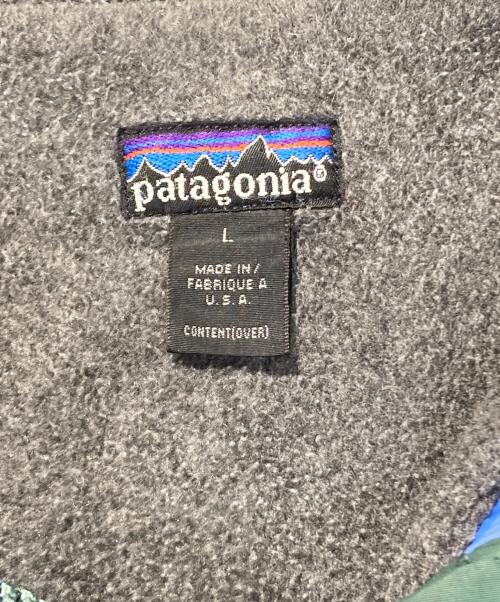 patagonia®
L
MADE IN/
FABRIQUE A
U.S.A.
CONTENT(OVER)